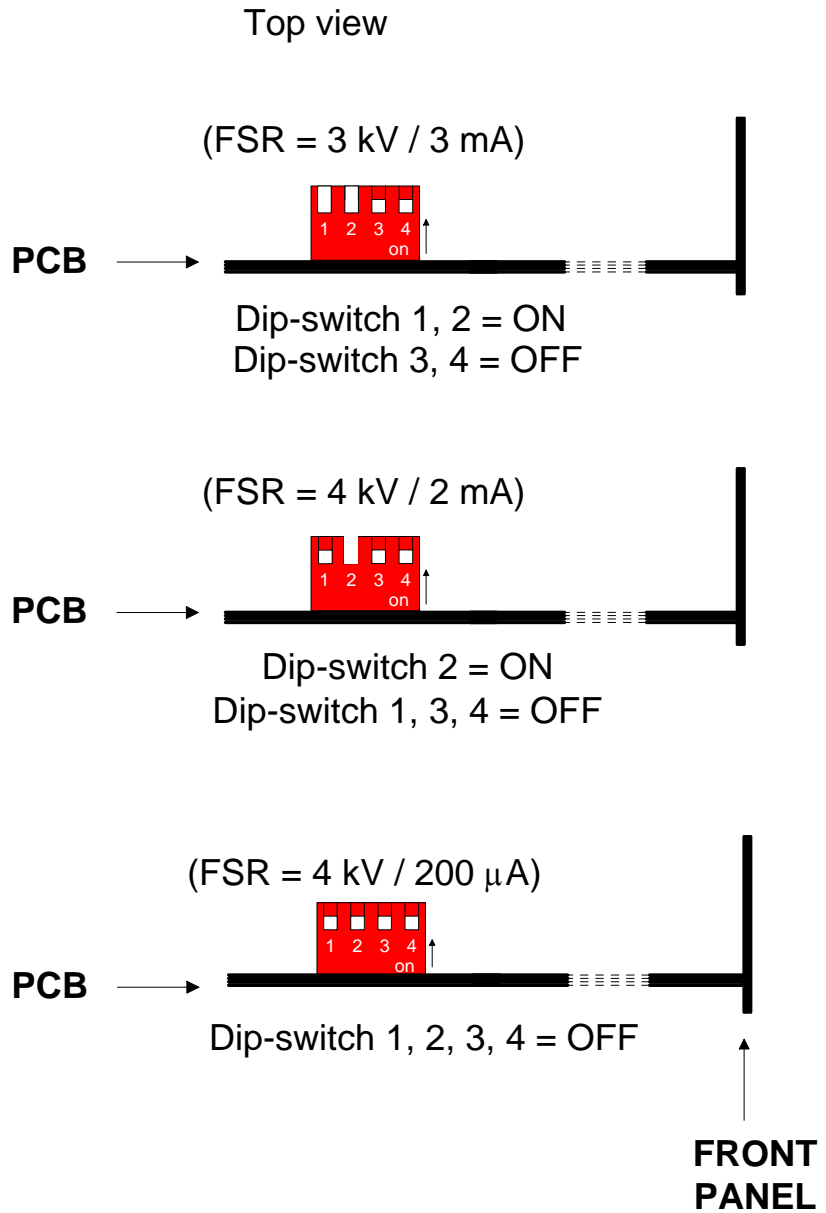 Top view
(FSR = 3 kV / 3 mA)
1 2 3 4
on
PCB
Dip-switch 1, 2 = ON
Dip-switch 3, 4 = OFF
(FSR = 4 kV / 2 mA)
1 2 3 4
on
PCB
Dip-switch 2 = ON
Dip-switch 1, 3, 4 = OFF
(FSR = 4 kV / 200 μA)
1 2 3 4
on
PCB
Dip-switch 1, 2, 3, 4 = OFF
FRONT
PANEL